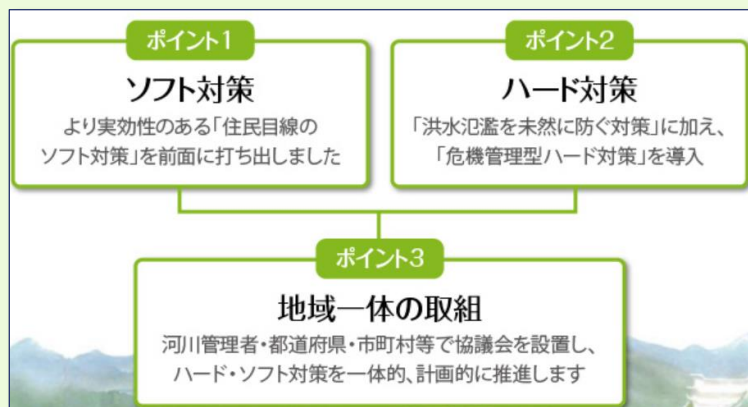 ポイント1
ソフト対策
より実効性のある「住民目線の
ソフト対策」を前面に打ち出しました
ポイント2
ハード対策
「洪水氾濫を未然に防ぐ対策」に加え、
「危機管理型ハード対策」を導入
ポイント3
地域一体の取組
河川管理者・都道府県・市町村等で協議会を設置し、
ハード・ソフト対策を一体的、計画的に推進します